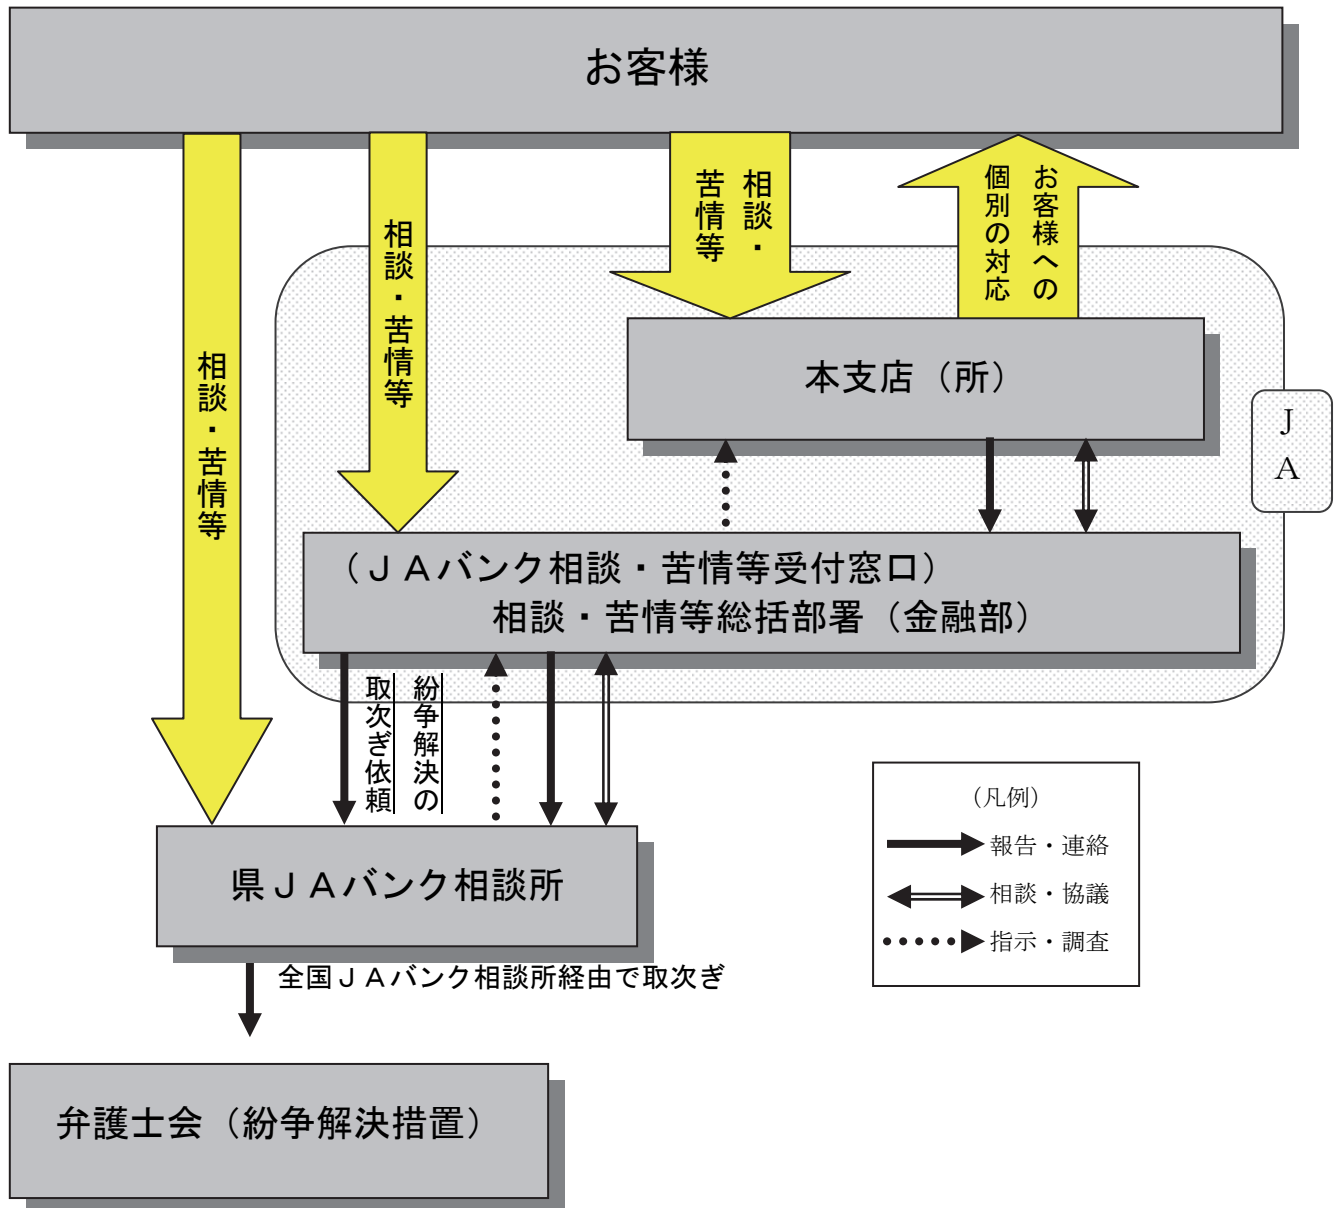 お客様
相談・苦情等
相談・苦情等
相談・
苦情等
お客様への
個別の対応
本支店（所）
ＪＡ
（ＪＡバンク相談・苦情等受付窓口）
相談・苦情等総括部署（金融部）
紛争解決の
取次ぎ依頼
県ＪＡバンク相談所
（凡例）
報告・連絡
相談・協議
指示・調査
全国ＪＡバンク相談所経由で取次ぎ
弁護士会（紛争解決措置）